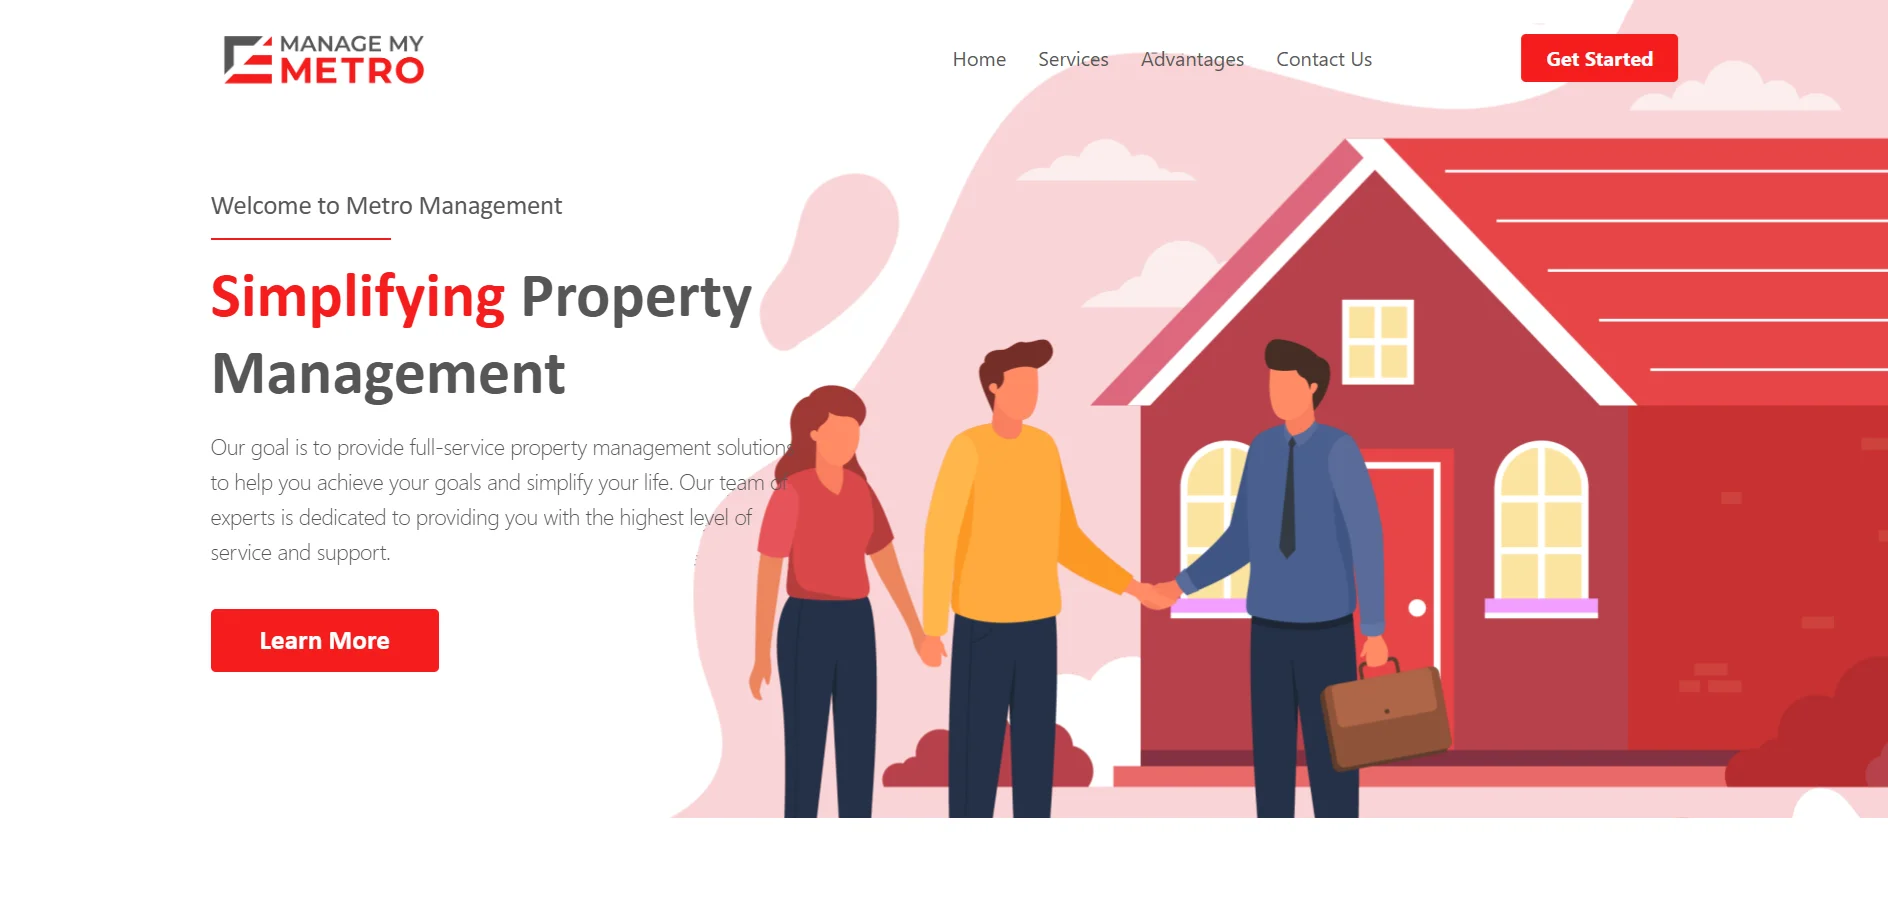 MANAGE MY
METRO
Home Services Advantages Contact Us Get Started
Welcome to Metro Management
Simplifying Property
Management
Our goal is to provide full-service property management solutions
to help you achieve your goals and simplify your life. Our team of
experts is dedicated to providing you with the highest level of
service and support.
Learn More